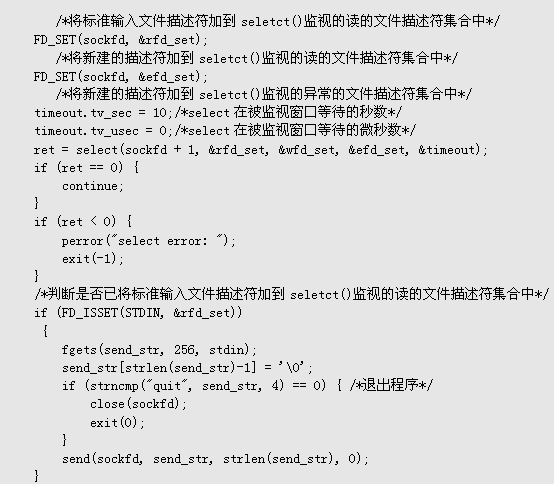 /*将标准输入文件描述符加到 seletct()监视的读的文件描述符集合中*/
FD_SET(sockfd, &rfd_set);
/*将新建的描述符加到 seletct()监视的读的文件描述符集合中*/
FD_SET(sockfd, &efd_set);
/*将新建的描述符加到 seletct()监视的异常的文件描述符集合中*/
timeout.tv_sec = 10;/*select 在被监视窗口等待的秒数*/
timeout.tv_usec = 0;/*select 在被监视窗口等待的微秒数*/
ret = select(sockfd + 1, &rfd_set, &wfd_set, &efd_set, &timeout);
if (ret == 0) {
continue;
}
if (ret < 0) {
perror("select error: ");
exit(-1);
}
/*判断是否已将标准输入文件描述符加到 seletct()监视的读的文件描述符集合中*/
if (FD_ISSET(STDIN, &rfd_set))
{
fgets(send_str, 256, stdin);
send_str[strlen(send_str)-1] = '\0';
if (strncmp("quit", send_str, 4) == 0) { /*退出程序*/
close(sockfd);
exit(0);
}
send(sockfd, send_str, strlen(send_str), 0);
}